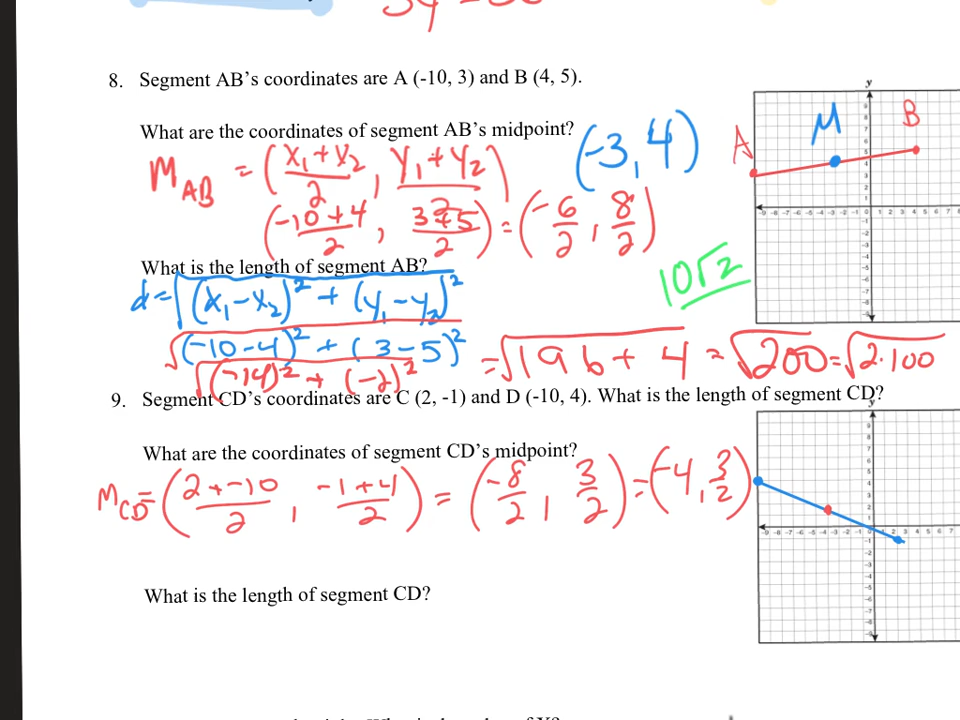 8. Segment AB's coordinates are A (-10, 3) and B (4, 5).
What are the coordinates of segment AB's midpoint? (-3, 4)
M_AB = (x₁+x₂/2, y₁+y₂/2)
(-10+4/2, 3+5/2) = (-6/2, 8/2)
A M B
y
What is the length of segment AB? 10√2
d=√(x₁-x₂)² + (y₁-y₂)²
√(-10-4)² + (3-5)²
√(-14)² + (-2)² = √196+4 = √200 = √2·100
9. Segment CD's coordinates are C (2, -1) and D (-10, 4). What is the length of segment CD?
What are the coordinates of segment CD's midpoint?
M_CD = (2+-10/2, -1+4/2) = (-8/2, 3/2) = (-4, 3/2)
What is the length of segment CD?